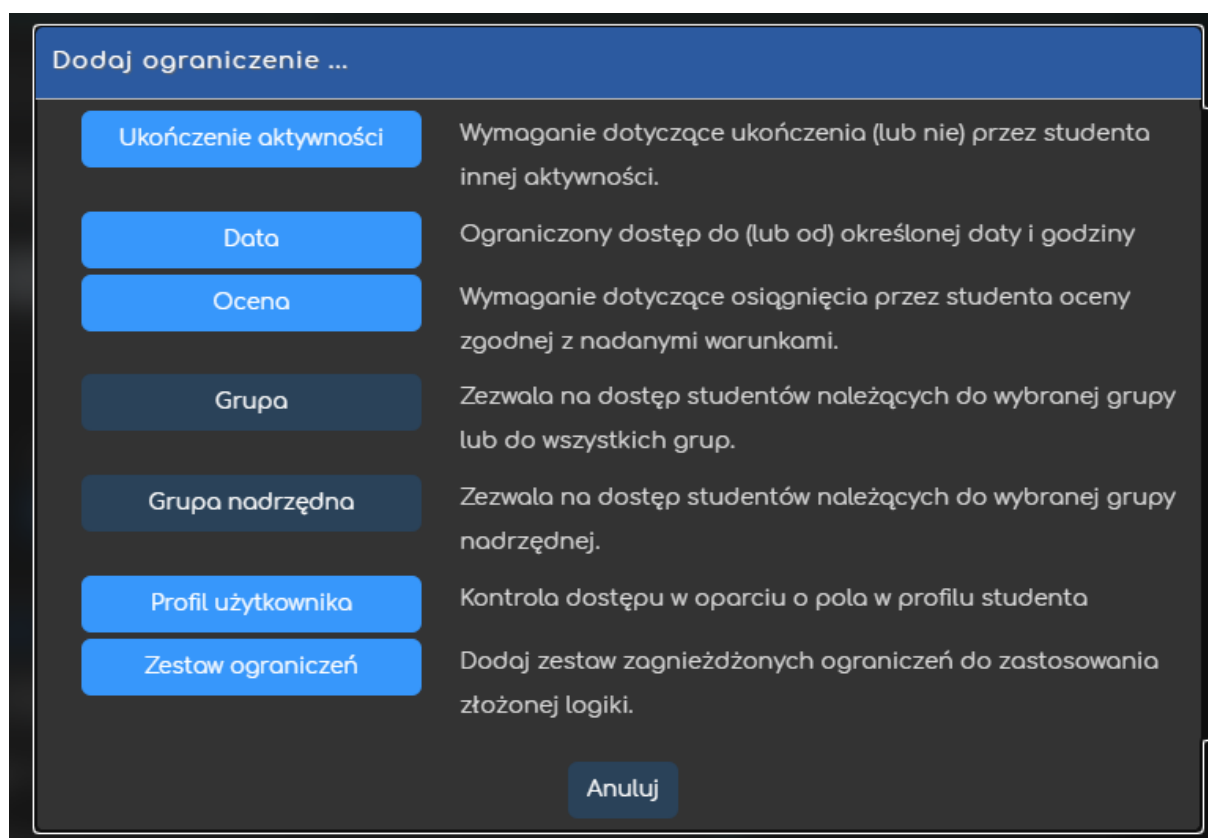 Dodaj ograniczenie ...
Ukończenie aktywności
Wymaganie dotyczące ukończenia (lub nie) przez studenta
innej aktywności.
Data
Ograniczony dostęp do (lub od) określonej daty i godziny
Ocena
Wymaganie dotyczące osiągnięcia przez studenta oceny
zgodnej z nadanymi warunkami.
Grupa
Zezwala na dostęp studentów należących do wybranej grupy
lub do wszystkich grup.
Grupa nadrzędna
Zezwala na dostęp studentów należących do wybranej grupy
nadrzędnej.
Profil użytkownika
Kontrola dostępu w oparciu o pola w profilu studenta
Zestaw ograniczeń
Dodaj zestaw zagnieżdżonych ograniczeń do zastosowania
złożonej logiki.
Anuluj